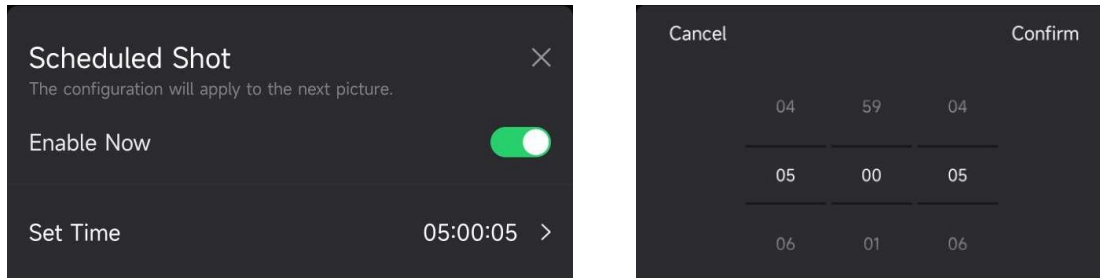 Scheduled Shot
The configuration will apply to the next picture.
Enable Now
Set Time 05:00:05 >
Cancel Confirm
04 59 04
05 00 05
06 01 06